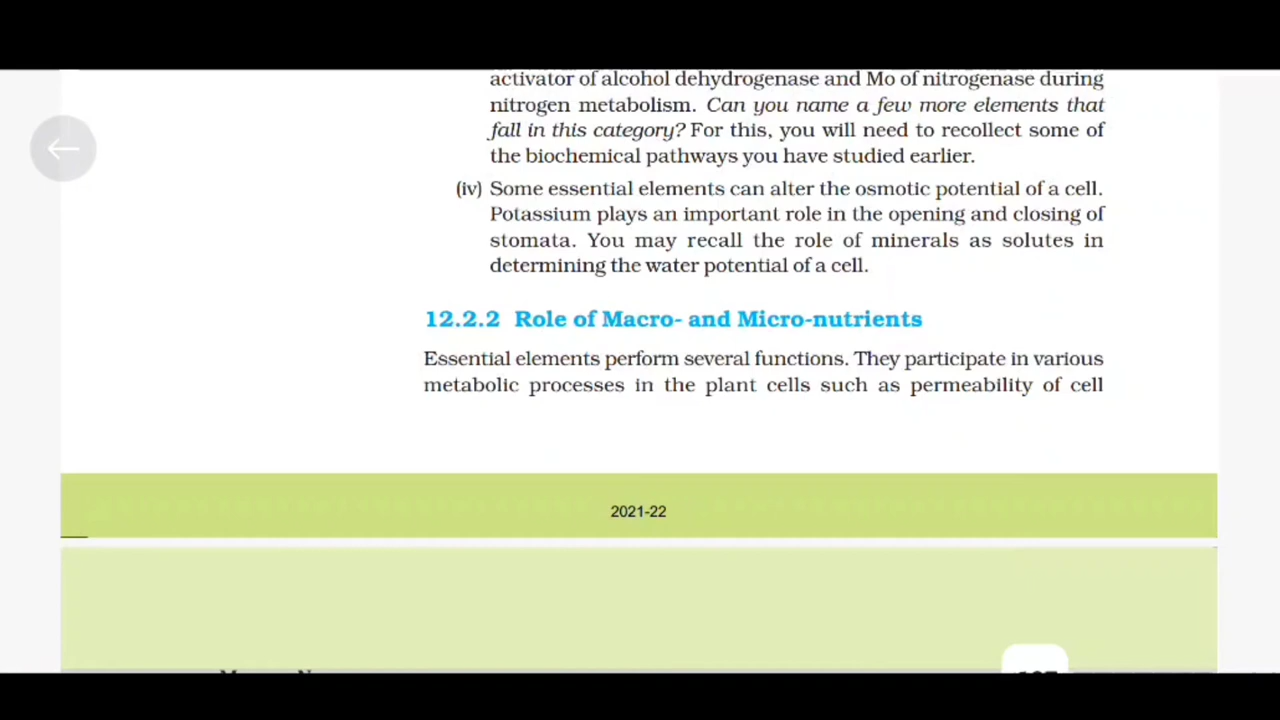 activator of alcohol dehydrogenase and Mo of nitrogenase during
nitrogen metabolism. Can you name a few more elements that
fall in this category? For this, you will need to recollect some of
the biochemical pathways you have studied earlier.
(iv) Some essential elements can alter the osmotic potential of a cell.
Potassium plays an important role in the opening and closing of
stomata. You may recall the role of minerals as solutes in
determining the water potential of a cell.
12.2.2 Role of Macro- and Micro-nutrients
Essential elements perform several functions. They participate in various
metabolic processes in the plant cells such as permeability of cell
2021-22